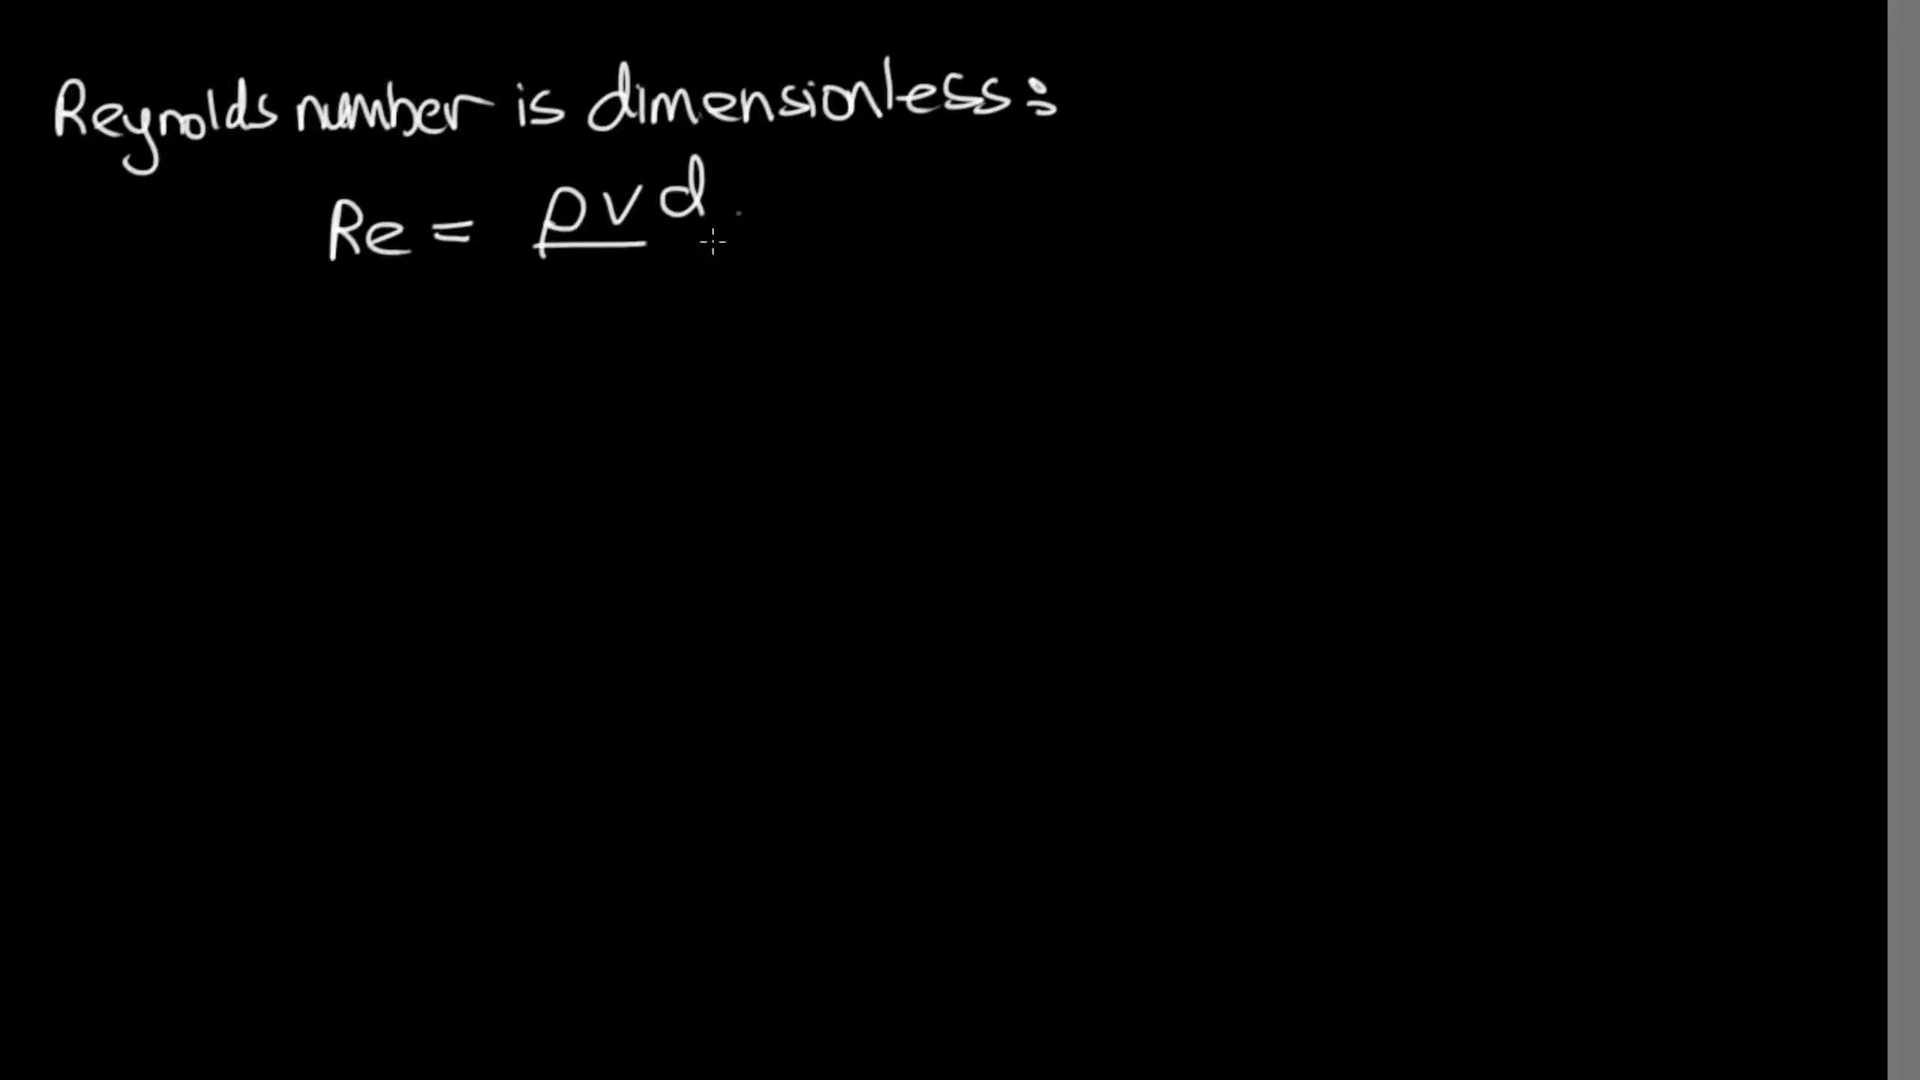 Reynolds number is dimensionless:
Re = ρvd